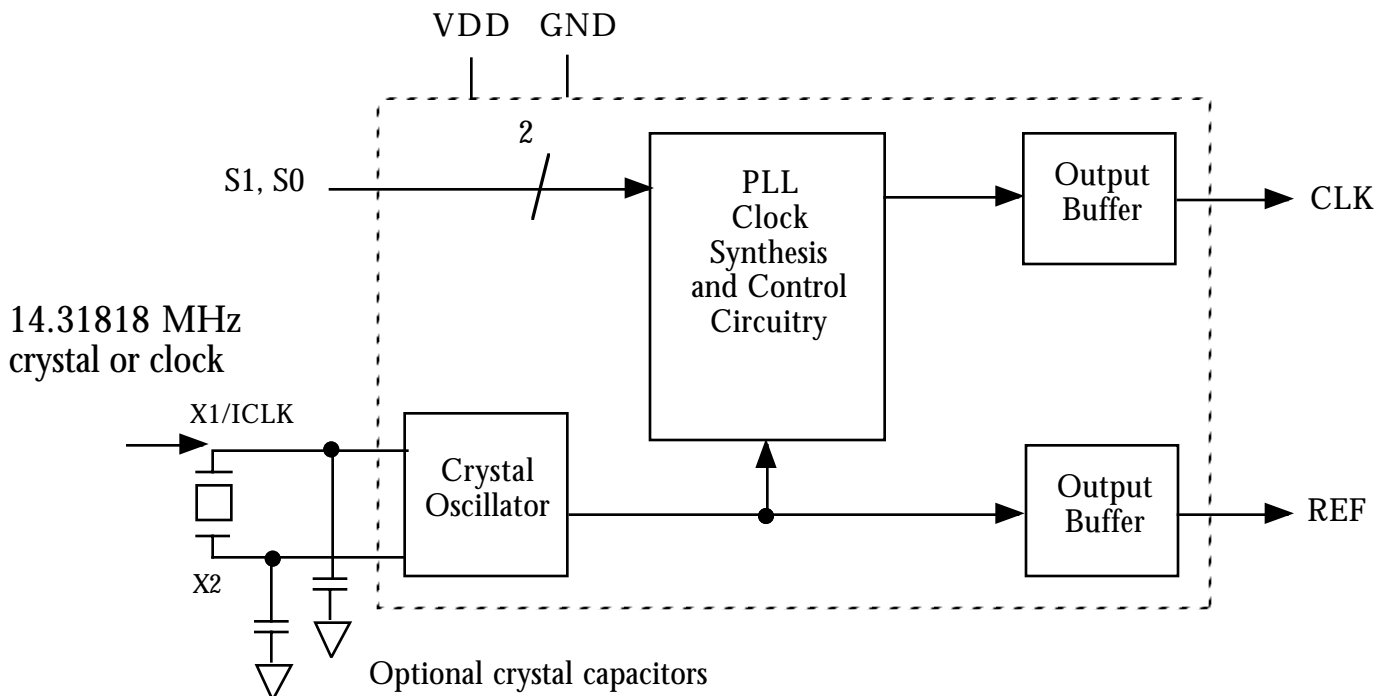 VDD GND
2
S1, S0
PLL
Clock
Synthesis
and Control
Circuitry
Output
Buffer
CLK
14.31818 MHz
crystal or clock
X1/ICLK
Crystal
Oscillator
Output
Buffer
REF
X2
Optional crystal capacitors